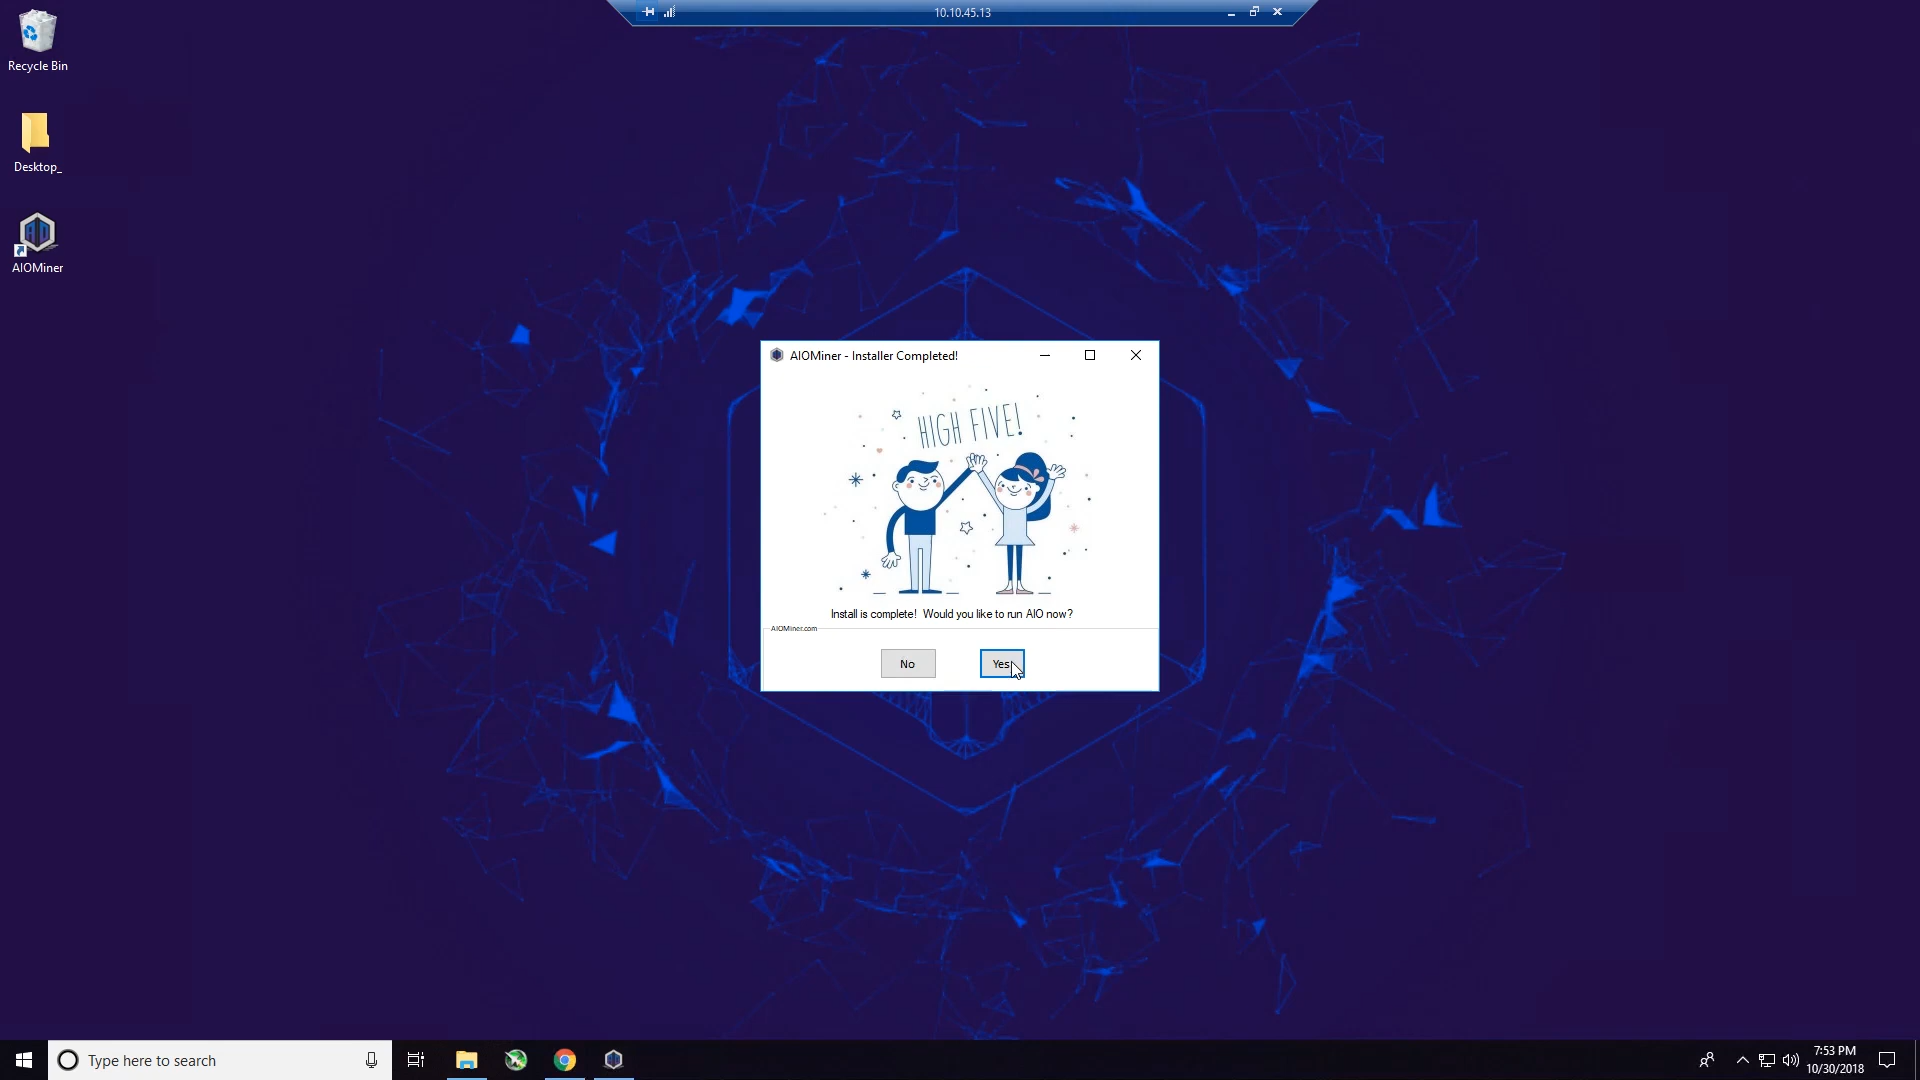 10.10.45.13
Recycle Bin
Desktop_
AIOMiner
AIOMiner - Installer Completed!
HIGH FIVE!
Install is complete!  Would you like to run AIO now?
AIOMiner.com
No
Yes
Type here to search
7:53 PM
10/30/2018